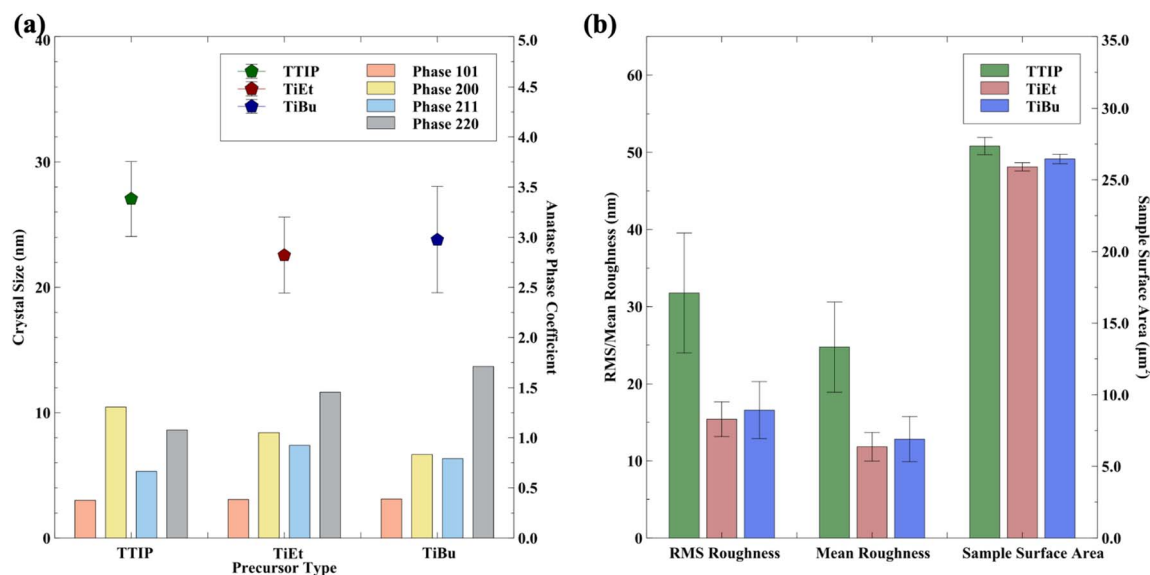 (a)
40
30
20
10
0
Crystal Size (nm)
TTIP
TiEt
TiBu
Phase 101
Phase 200
Phase 211
Phase 220
5.0
4.5
4.0
3.5
3.0
2.5
2.0
1.5
1.0
0.5
0.0
Anatase Phase Coefficient
TTIP
TiEt
TiBu
Precursor Type
(b)
60
50
40
30
20
10
0
RMS/Mean Roughness (nm)
TTIP
TiEt
TiBu
35.0
30.0
25.0
20.0
15.0
10.0
5.0
0.0
Sample Surface
Area (µm²)
RMS Roughness
Mean Roughness
Sample Surface Area